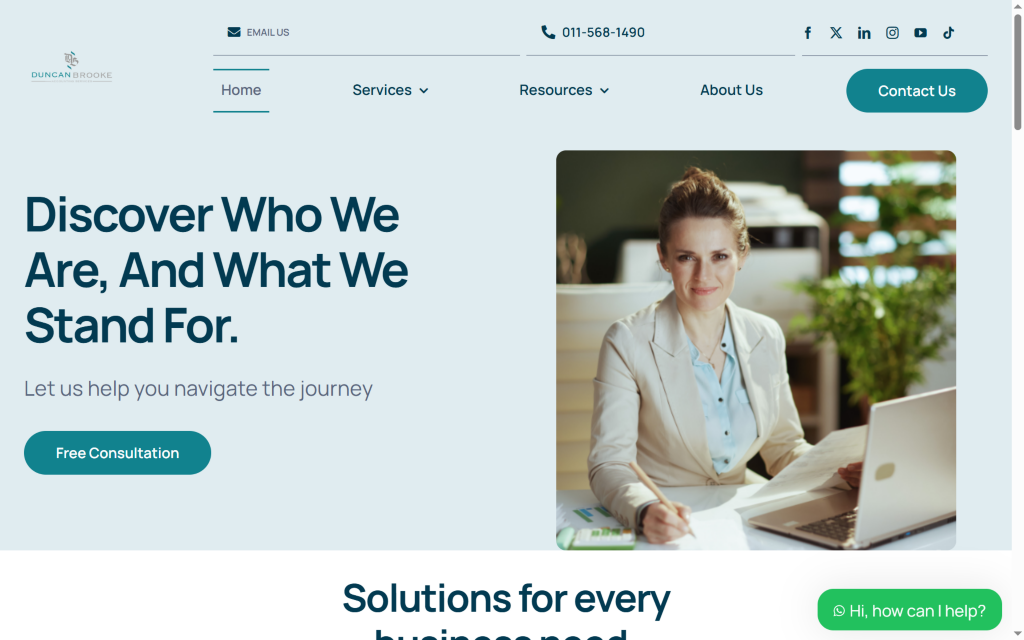 EMAIL US
011-568-1490
DUNCAN BROOKE
Home
Services
Resources
About Us
Contact Us
Discover Who We
Are, And What We
Stand For.
Let us help you navigate the journey
Free Consultation
Solutions for every
business need
Hi, how can I help?